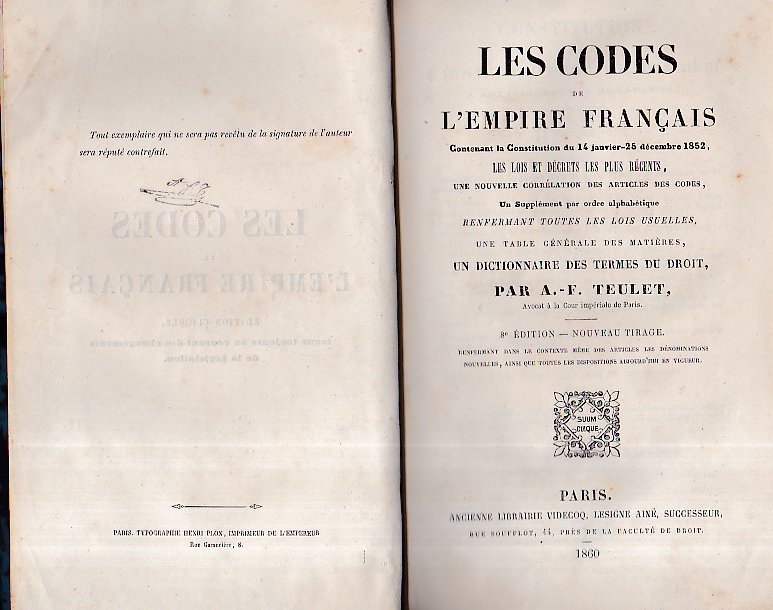 Tout exemplaire qui ne sera pas revêtu de la signature de l'auteur
sera réputé contrefait.
PARIS. TYPOGRAPHIE HENRI PLON, IMPRIMEUR DE L'EMPEREUR
Rue Garancière, 8.
LES CODES
DE
L'EMPIRE FRANÇAIS
Contenant la Constitution du 14 janvier-25 décembre 1852,
LES LOIS ET DÉCRETS LES PLUS RÉCENTS,
UNE NOUVELLE CORRÉLATION DES ARTICLES DES CODES,
Un Supplément par ordre alphabétique
RENFERMANT TOUTES LES LOIS USUELLES,
UNE TABLE GÉNÉRALE DES MATIÈRES,
UN DICTIONNAIRE DES TERMES DU DROIT,
PAR A.-F. TEULET,
Avocat à la Cour impériale de Paris.
8e ÉDITION — NOUVEAU TIRAGE.
RENFERMANT DANS LE CONTEXTE MÊME DES ARTICLES LES DÉNOMINATIONS
NOUVELLES, AINSI QUE TOUTES LES DISPOSITIONS AUJOURD'HUI EN VIGUEUR.
SUUM
CUIQUE
PARIS.
ANCIENNE LIBRAIRIE VIDECOQ, LESIGNE AINÉ, SUCCESSEUR,
RUE SOUFFLOT, 44, PRÈS DE LA FACULTÉ DE DROIT.
1860